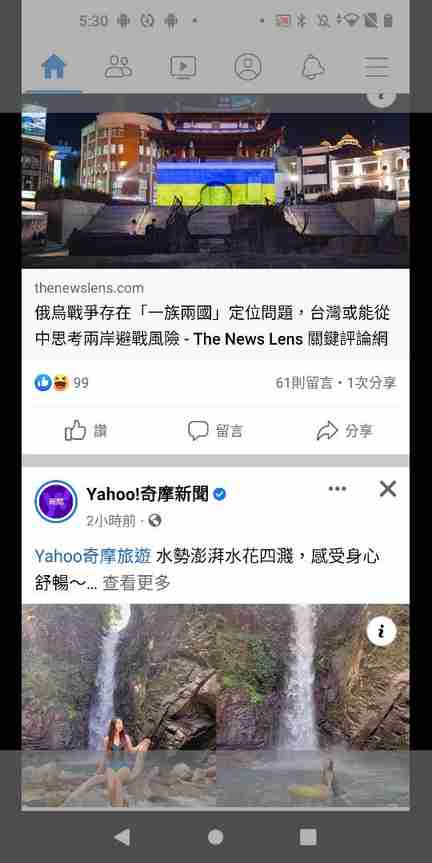 5:30
thenewslens.com
俄烏戰爭存在「一族兩國」定位問題，台灣或能從
中思考兩岸避戰風險 - The News Lens 關鍵評論網
99
61則留言・1次分享
讚
留言
分享
Yahoo!奇摩新聞
2小時前・
Yahoo奇摩旅遊 水勢澎湃水花四濺，感受身心
舒暢～... 查看更多